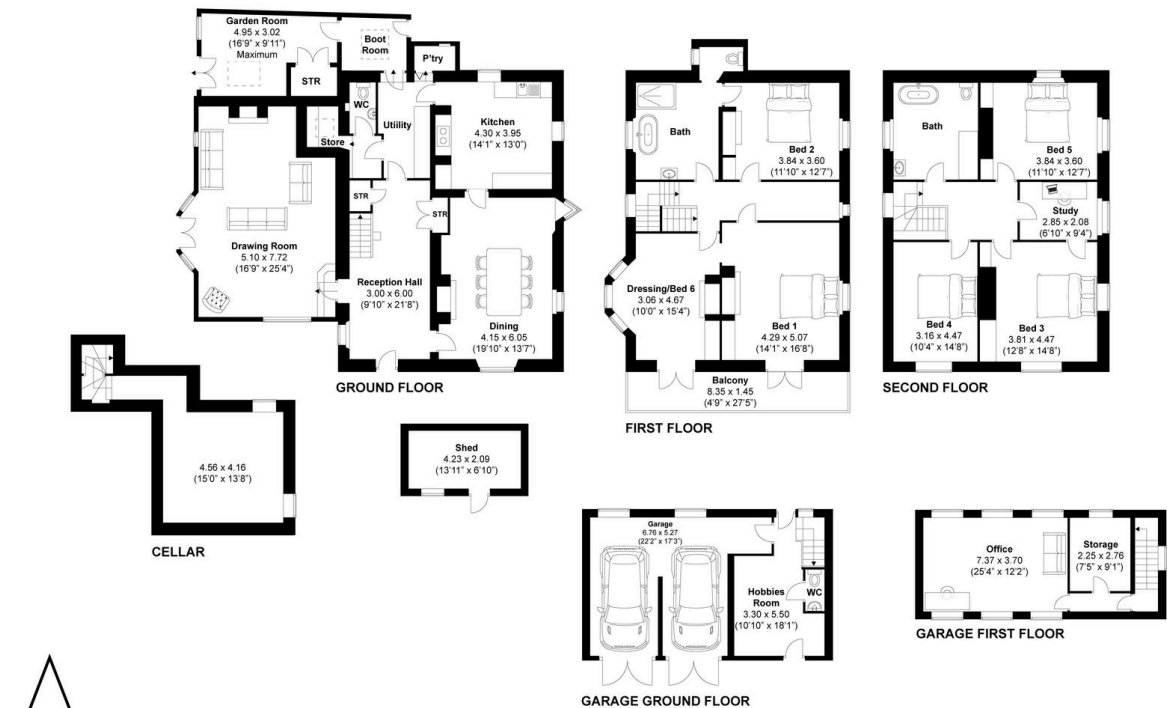 Garden Room
4.95 x 3.02
(16'9" x 9'11")
Maximum
Boot
Room
STR
P'try
WC
Utility
Kitchen
4.30 x 3.95
(14'1" x 13'0")
Store
STR
STR
Drawing Room
5.10 x 7.72
(16'9" x 25'4")
Reception Hall
3.00 x 6.00
(9'10" x 21'8")
Dining
4.15 x 6.05
(19'10" x 13'7")
GROUND FLOOR
Bath
Bed 2
3.84 x 3.60
(11'10" x 12'7")
Dressing/Bed 6
3.06 x 4.67
(10'0" x 15'4")
Bed 1
4.29 x 5.07
(14'1" x 16'8")
Balcony
8.35 x 1.45
(4'9" x 27'5")
FIRST FLOOR
Bath
Bed 5
3.84 x 3.60
(11'10" x 12'7")
Study
2.85 x 2.08
(6'10" x 9'4")
Bed 4
3.16 x 4.47
(10'4" x 14'8")
Bed 3
3.81 x 4.47
(12'8" x 14'8")
SECOND FLOOR
4.56 x 4.16
(15'0" x 13'8")
CELLAR
Shed
4.23 x 2.09
(13'11" x 6'10")
Garage
6.76 x 5.27
(22'2" x 17'3")
Hobbies
Room
3.30 x 5.50
(10'10" x 18'1")
WC
GARAGE GROUND FLOOR
Office
7.37 x 3.70
(25'4" x 12'2")
Storage
2.25 x 2.76
(7'5" x 9'1")
GARAGE FIRST FLOOR